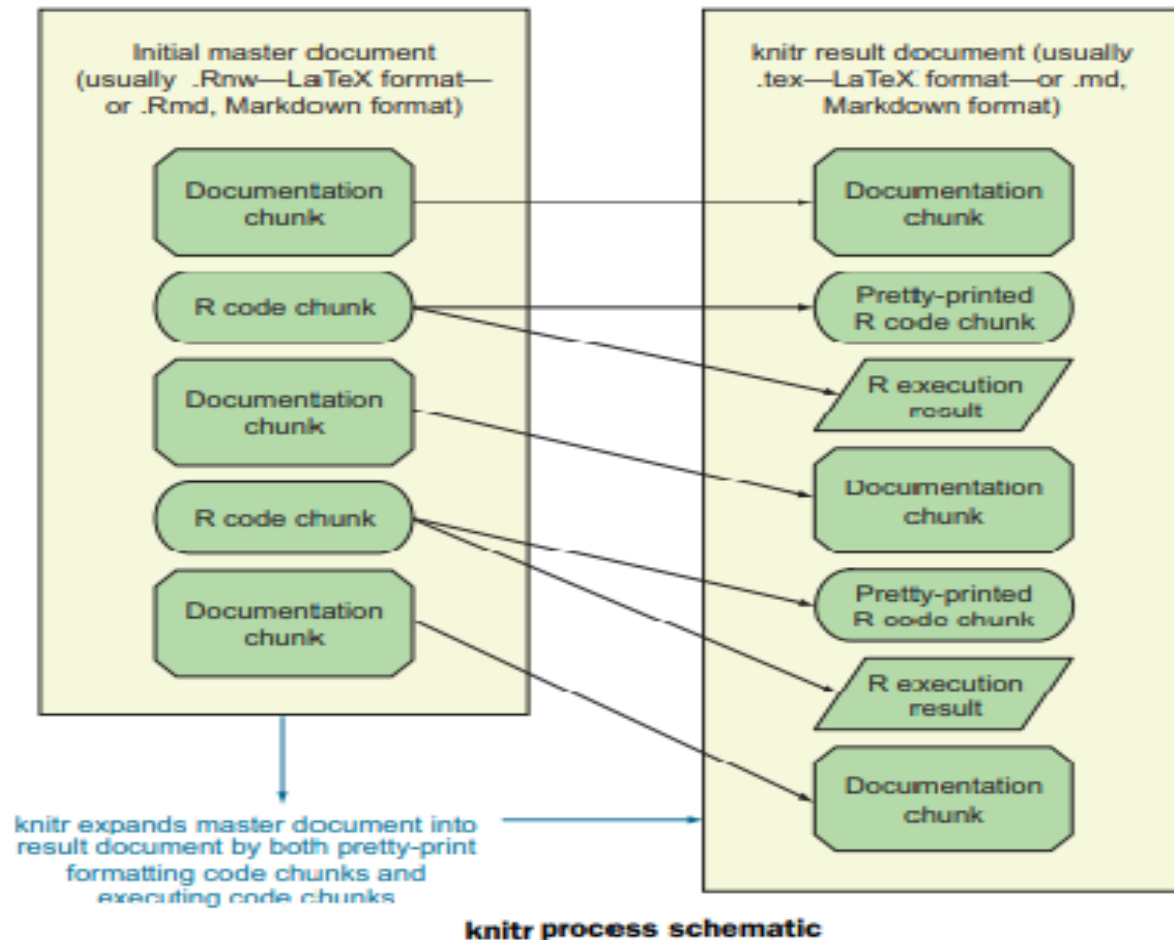 Initial master document
(usually .Rnw—LaTeX format—
or .Rmd, Markdown format)
Documentation
chunk
R code chunk
Documentation
chunk
R code chunk
Documentation
chunk
knitr expands master document into
result document by both pretty-print
formatting code chunks and
executing code chunks
knitr result document (usually
.tex—LaTeX format—or .md,
Markdown format)
Documentation
chunk
Pretty-printed
R code chunk
R execution
result
Documentation
chunk
Pretty-printed
R code chunk
R execution
result
Documentation
chunk
knitr process schematic